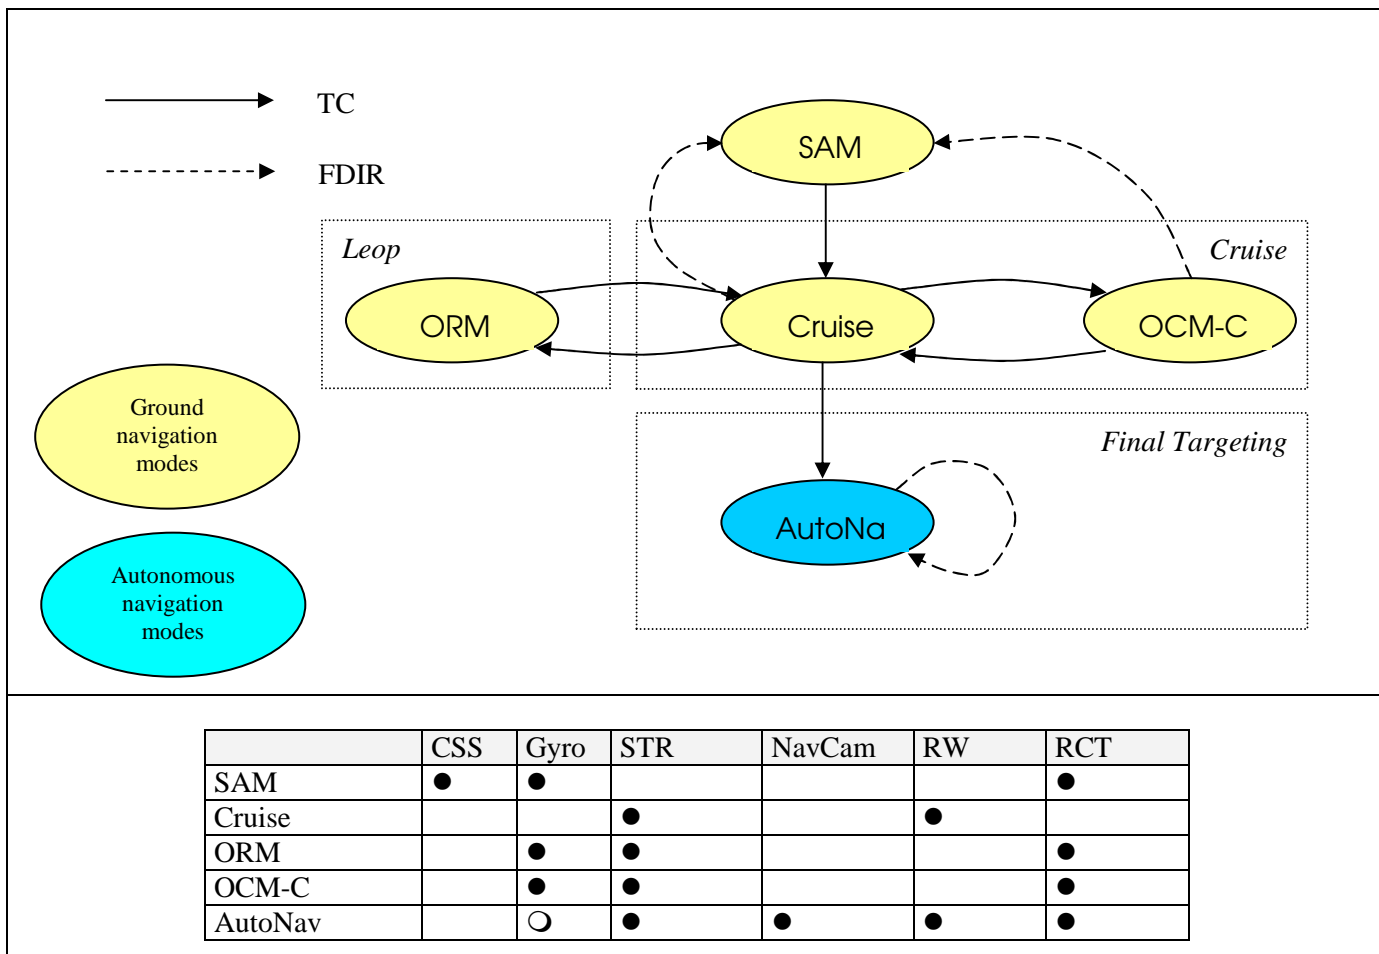 TC
FDIR
SAM
Leop
Cruise
ORM
Cruise
OCM-C
Ground
navigation
modes
Final Targeting
AutoNa
Autonomous
navigation
modes
CSS Gyro STR NavCam RW RCT
SAM ● ● ●
Cruise ● ●
ORM ● ● ●
OCM-C ● ● ●
AutoNav ❍ ● ● ● ●